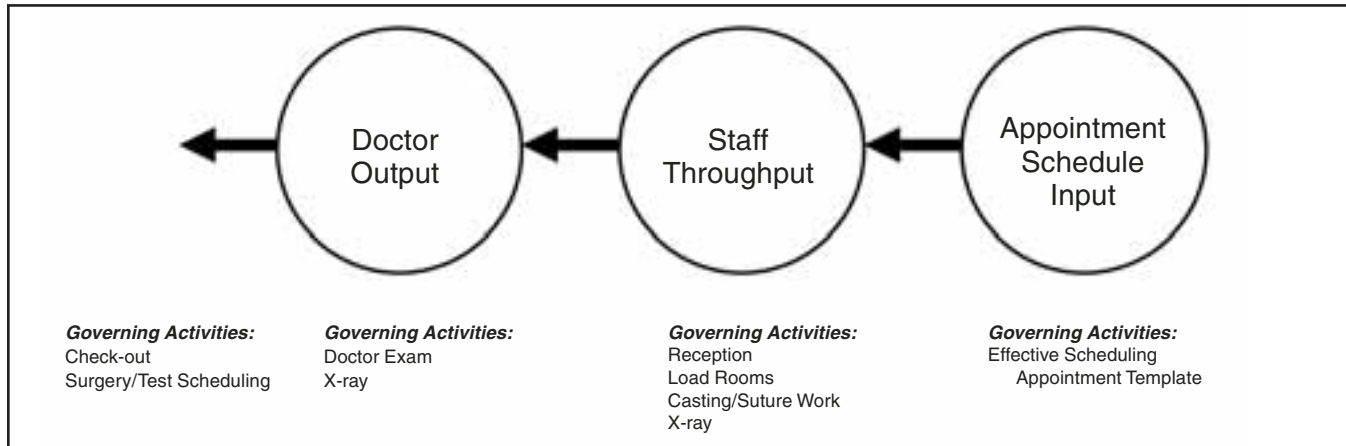 Doctor
Output
Staff
Throughput
Appointment
Schedule
Input
Governing Activities:
Check-out
Surgery/Test Scheduling
Governing Activities:
Doctor Exam
X-ray
Governing Activities:
Reception
Load Rooms
Casting/Suture Work
X-ray
Governing Activities:
Effective Scheduling
Appointment Template